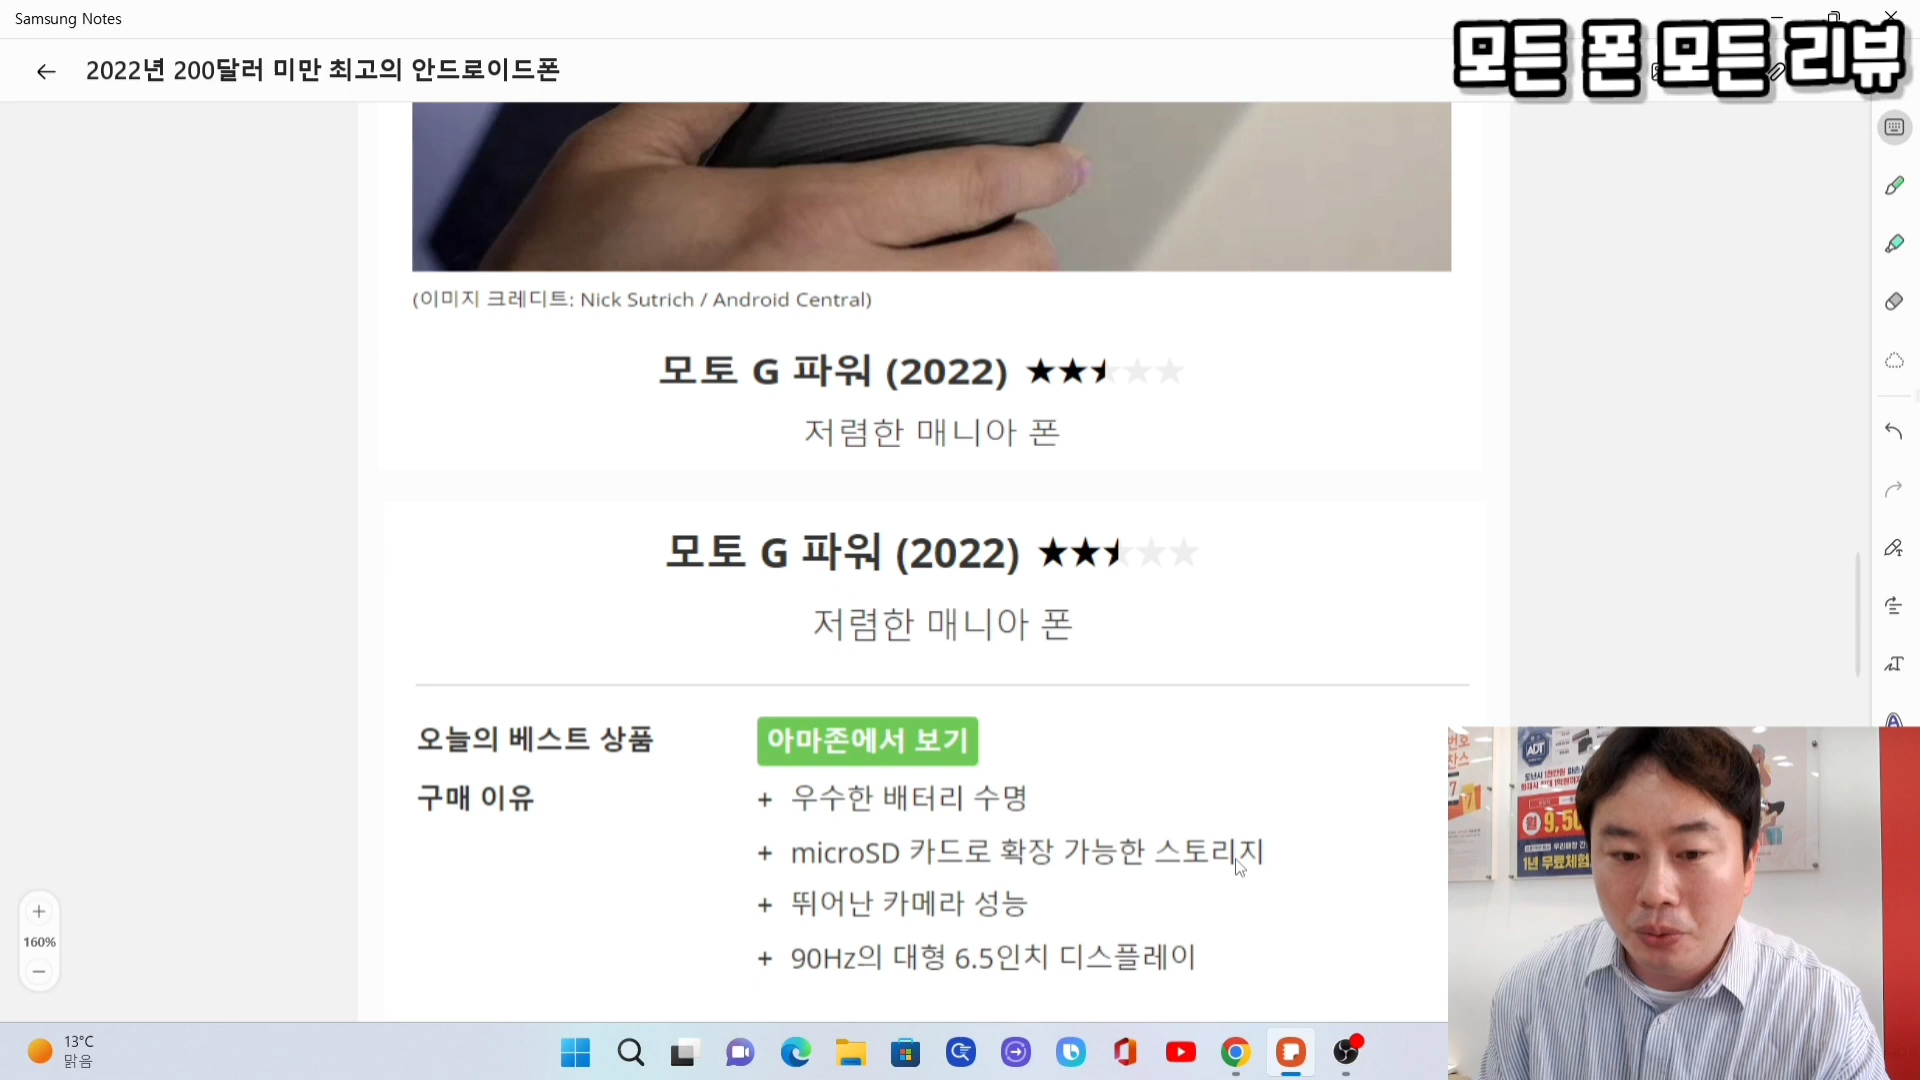 Samsung Notes
모든 폰 모든 리뷰
2022년 200달러 미만 최고의 안드로이드폰
(이미지 크레디트: Nick Sutrich / Android Central)
모토 G 파워 (2022)
저렴한 매니아 폰
모토 G 파워 (2022)
저렴한 매니아 폰
오늘의 베스트 상품
아마존에서 보기
구매 이유
+ 우수한 배터리 수명
+ microSD 카드로 확장 가능한 스토리지
+ 뛰어난 카메라 성능
+ 90Hz의 대형 6.5인치 디스플레이
160%
ADT
1년 무료체험
13°C
맑음